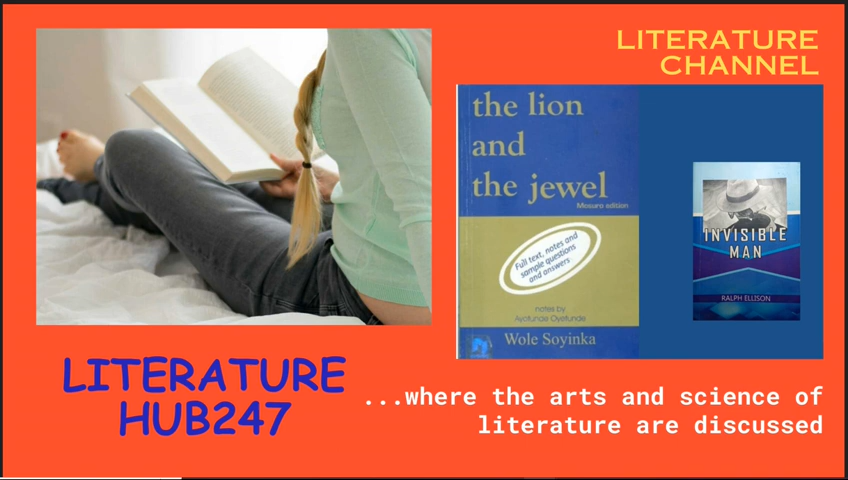 LITERATURE
CHANNEL
the lion
and
the jewel
Mesuro edition
Full text, notes and
sample questions
and answers
notes by
Ayofunde Oyefunde
Wole Soyinka
INVISIBLE
MAN
RALPH ELLISON
LITERATURE
HUB247
...where the arts and science of
literature are discussed